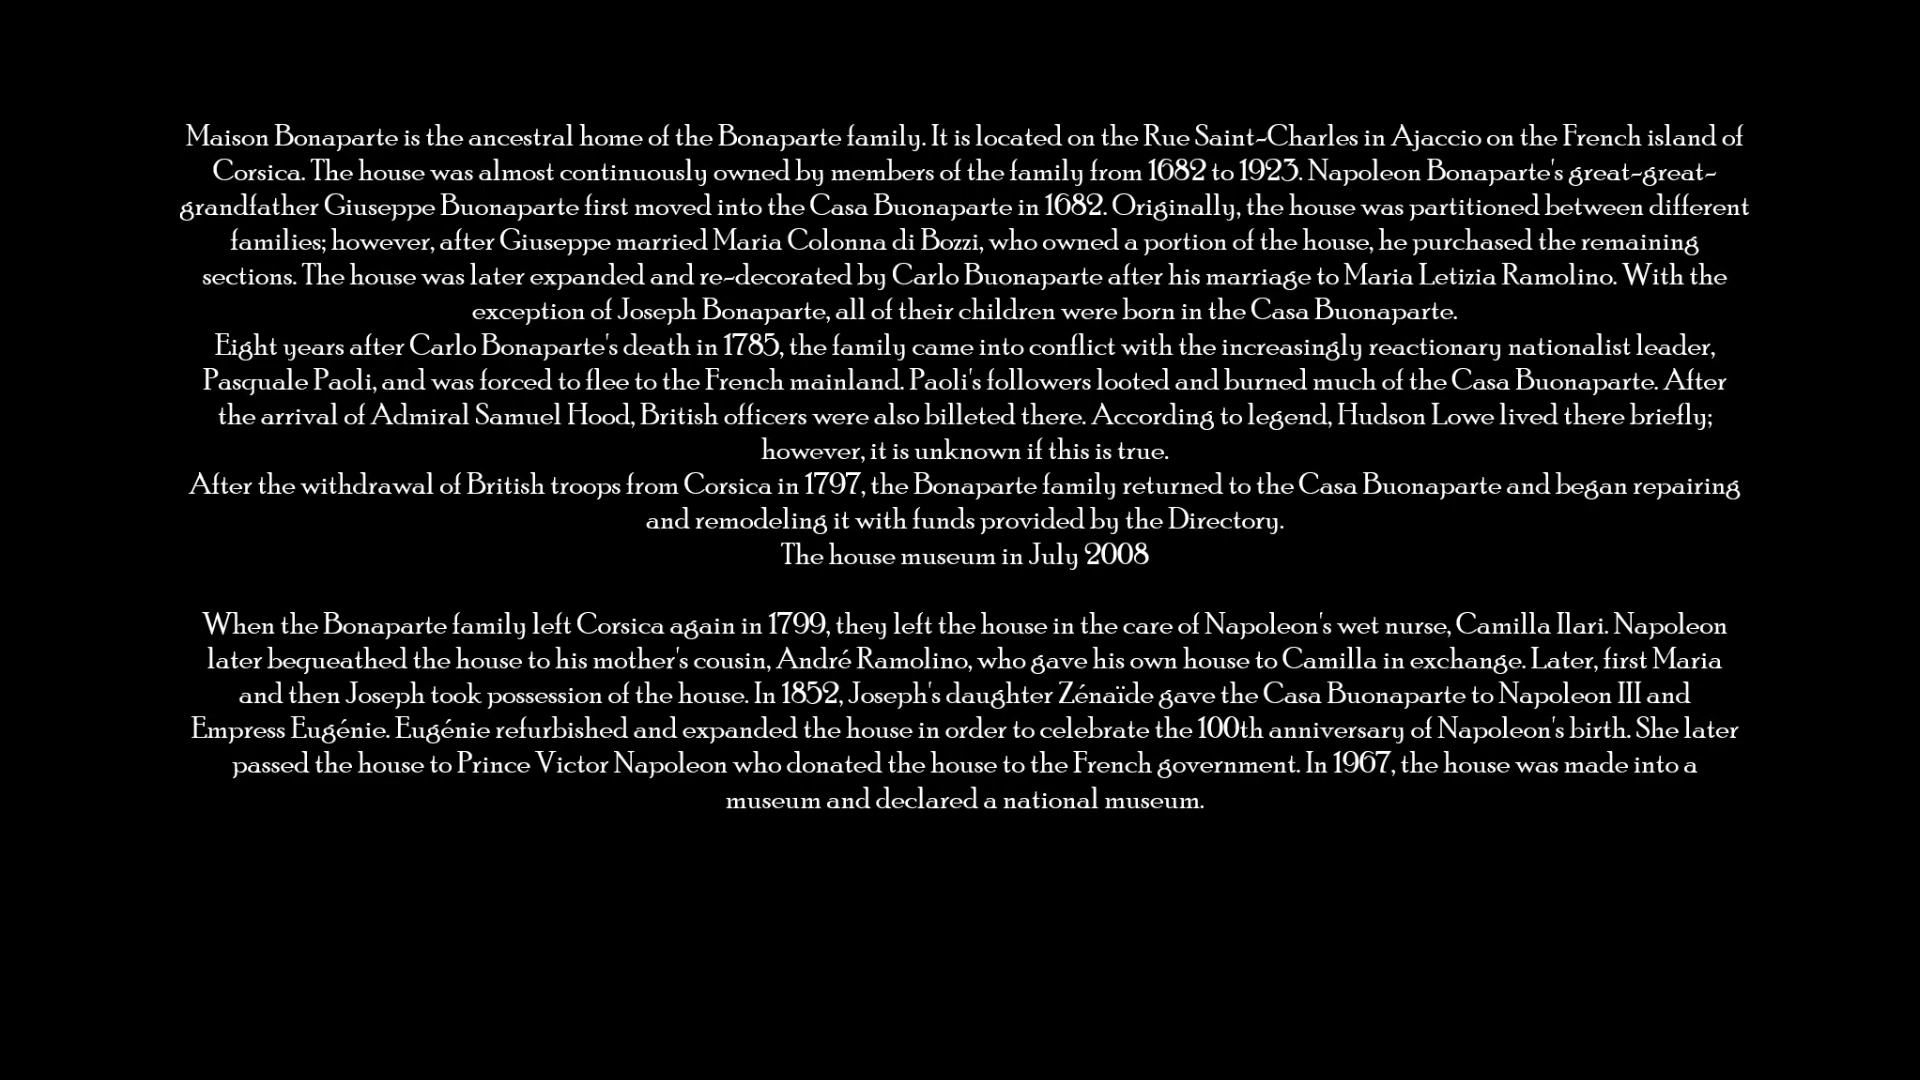 Maison Bonaparte is the ancestral home of the Bonaparte family. It is located on the Rue Saint-Charles in Ajaccio on the French island of
Corsica. The house was almost continuously owned by members of the family from 1682 to 1923. Napoleon Bonaparte's great-great-
grandfather Giuseppe Buonaparte first moved into the Casa Buonaparte in 1682. Originally, the house was partitioned between different
families; however, after Giuseppe married Maria Colonna di Bozzi, who owned a portion of the house, he purchased the remaining
sections. The house was later expanded and re-decorated by Carlo Buonaparte after his marriage to Maria Letizia Ramolino. With the
exception of Joseph Bonaparte, all of their children were born in the Casa Buonaparte.
Eight years after Carlo Bonaparte's death in 1785, the family came into conflict with the increasingly reactionary nationalist leader,
Pasquale Paoli, and was forced to flee to the French mainland. Paoli's followers looted and burned much of the Casa Buonaparte. After
the arrival of Admiral Samuel Hood, British officers were also billeted there. According to legend, Hudson Lowe lived there briefly;
however, it is unknown if this is true.
After the withdrawal of British troops from Corsica in 1797, the Bonaparte family returned to the Casa Buonaparte and began repairing
and remodeling it with funds provided by the Directory.
The house museum in July 2008
When the Bonaparte family left Corsica again in 1799, they left the house in the care of Napoleon's wet nurse, Camilla Ilari. Napoleon
later bequeathed the house to his mother's cousin, André Ramolino, who gave his own house to Camilla in exchange. Later, first Maria
and then Joseph took possession of the house. In 1852, Joseph's daughter Zénaïde gave the Casa Buonaparte to Napoleon III and
Empress Eugénie. Eugénie refurbished and expanded the house in order to celebrate the 100th anniversary of Napoleon's birth. She later
passed the house to Prince Victor Napoleon who donated the house to the French government. In 1967, the house was made into a
museum and declared a national museum.